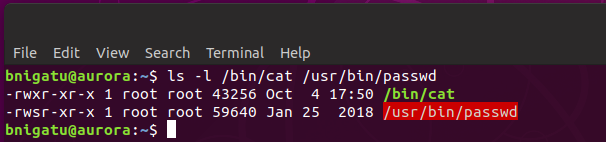 File Edit View Search Terminal Help
bnigatu@aurora:~$ ls -l /bin/cat /usr/bin/passwd
-rwxr-xr-x 1 root root 43256 Oct  4 17:50 /bin/cat
-rwsr-xr-x 1 root root 59640 Jan 25  2018 /usr/bin/passwd
bnigatu@aurora:~$